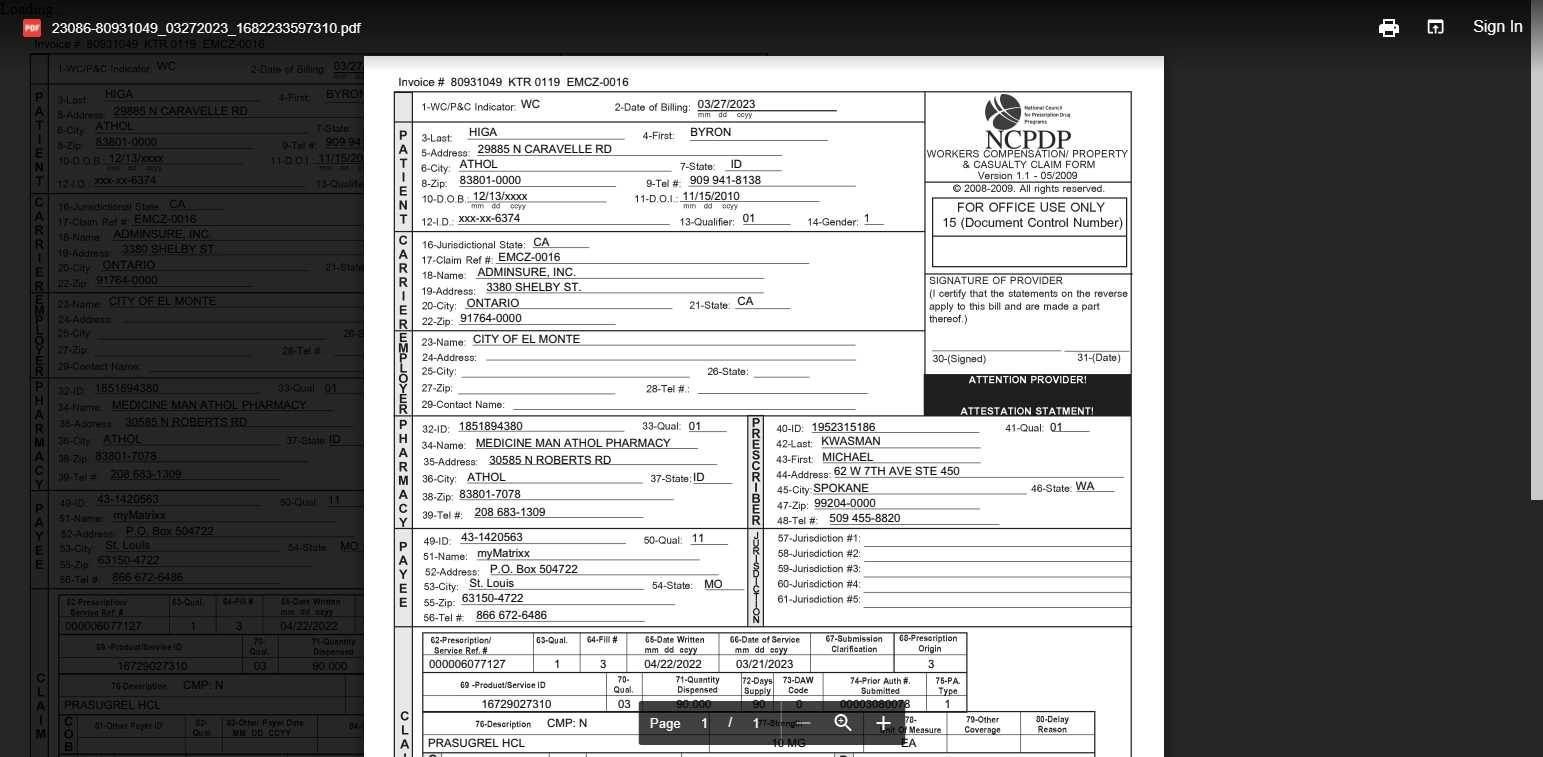 Loading
23086-80931049_03272023_1682233597310.pdf
Sign In
Invoice # 80931049 KTR 0119 EMCZ-0016
1-WC/P&C Indicator: WC 2-Date of Billing: 03/27/2023
mm dd ccyy
National Council
for Prescription Drug
Programs
NCPDP
WORKERS COMPENSATION/ PROPERTY
& CASUALTY CLAIM FORM
Version 1.1 - 05/2009
© 2008-2009. All rights reserved.
FOR OFFICE USE ONLY
15 (Document Control Number)
PATIENT
3-Last: HIGA 4-First: BYRON
5-Address: 29885 N CARAVELLE RD
6-City: ATHOL 7-State: ID
8-Zip: 83801-0000 9-Tel #: 909 941-8138
10-D.O.B.: 12/13/xxxx 11-D.O.I.: 11/15/2010
mm dd ccyy mm dd ccyy
12-I.D.: xxx-xx-6374 13-Qualifier: 01 14-Gender: 1
CARRIER
16-Jurisdictional State: CA
17-Claim Ref #: EMCZ-0016
18-Name: ADMINSURE, INC.
19-Address: 3380 SHELBY ST.
20-City: ONTARIO 21-State: CA
22-Zip: 91764-0000
SIGNATURE OF PROVIDER
(I certify that the statements on the reverse
apply to this bill and are made a part
thereof.)
30-(Signed) 31-(Date)
ATTENTION PROVIDER!
ATTESTATION STATMENT!
EMPLOYER
23-Name: CITY OF EL MONTE
24-Address:
25-City: 26-State:
27-Zip: 28-Tel #.:
29-Contact Name:
PHARMACY
32-ID: 1851894380 33-Qual: 01
34-Name: MEDICINE MAN ATHOL PHARMACY
35-Address: 30585 N ROBERTS RD
36-City: ATHOL 37-State: ID
38-Zip: 83801-7078
39-Tel #: 208 683-1309
PRESCRIBER
40-ID: 1952315186 41-Qual: 01
42-Last: KWASMAN
43-First: MICHAEL
44-Address: 62 W 7TH AVE STE 450
45-City: SPOKANE 46-State: WA
47-Zip: 99204-0000
48-Tel #: 509 455-8820
PAYEE
49-ID: 43-1420563 50-Qual: 11
51-Name: myMatrixx
52-Address: P.O. Box 504722
53-City: St. Louis 54-State: MO
55-Zip: 63150-4722
56-Tel #: 866 672-6486
JURISDICTION
57-Jurisdiction #1:
58-Jurisdiction #2:
59-Jurisdiction #3:
60-Jurisdiction #4:
61-Jurisdiction #5:
CLAI
62-Prescription/ Service Ref. # 63-Qual. 64-Fill # 65-Date Written mm dd ccyy 66-Date of Service mm dd ccyy 67-Submission Clarification 68-Prescription Origin
000006077127 1 3 04/22/2022 03/21/2023 3
69 -Product/Service ID 70-Qual. 71-Quantity Dispensed 72-Days Supply 73-DAW Code 74-Prior Auth #. Submitted 75-PA. Type
16729027310 03 90.000 90 0 00003080078 1
76-Description CMP: N 77-Strength 78-Unit Of Measure 79-Other Coverage 80-Delay Reason
PRASUGREL HCL 10 MG EA
Page 1 / 1